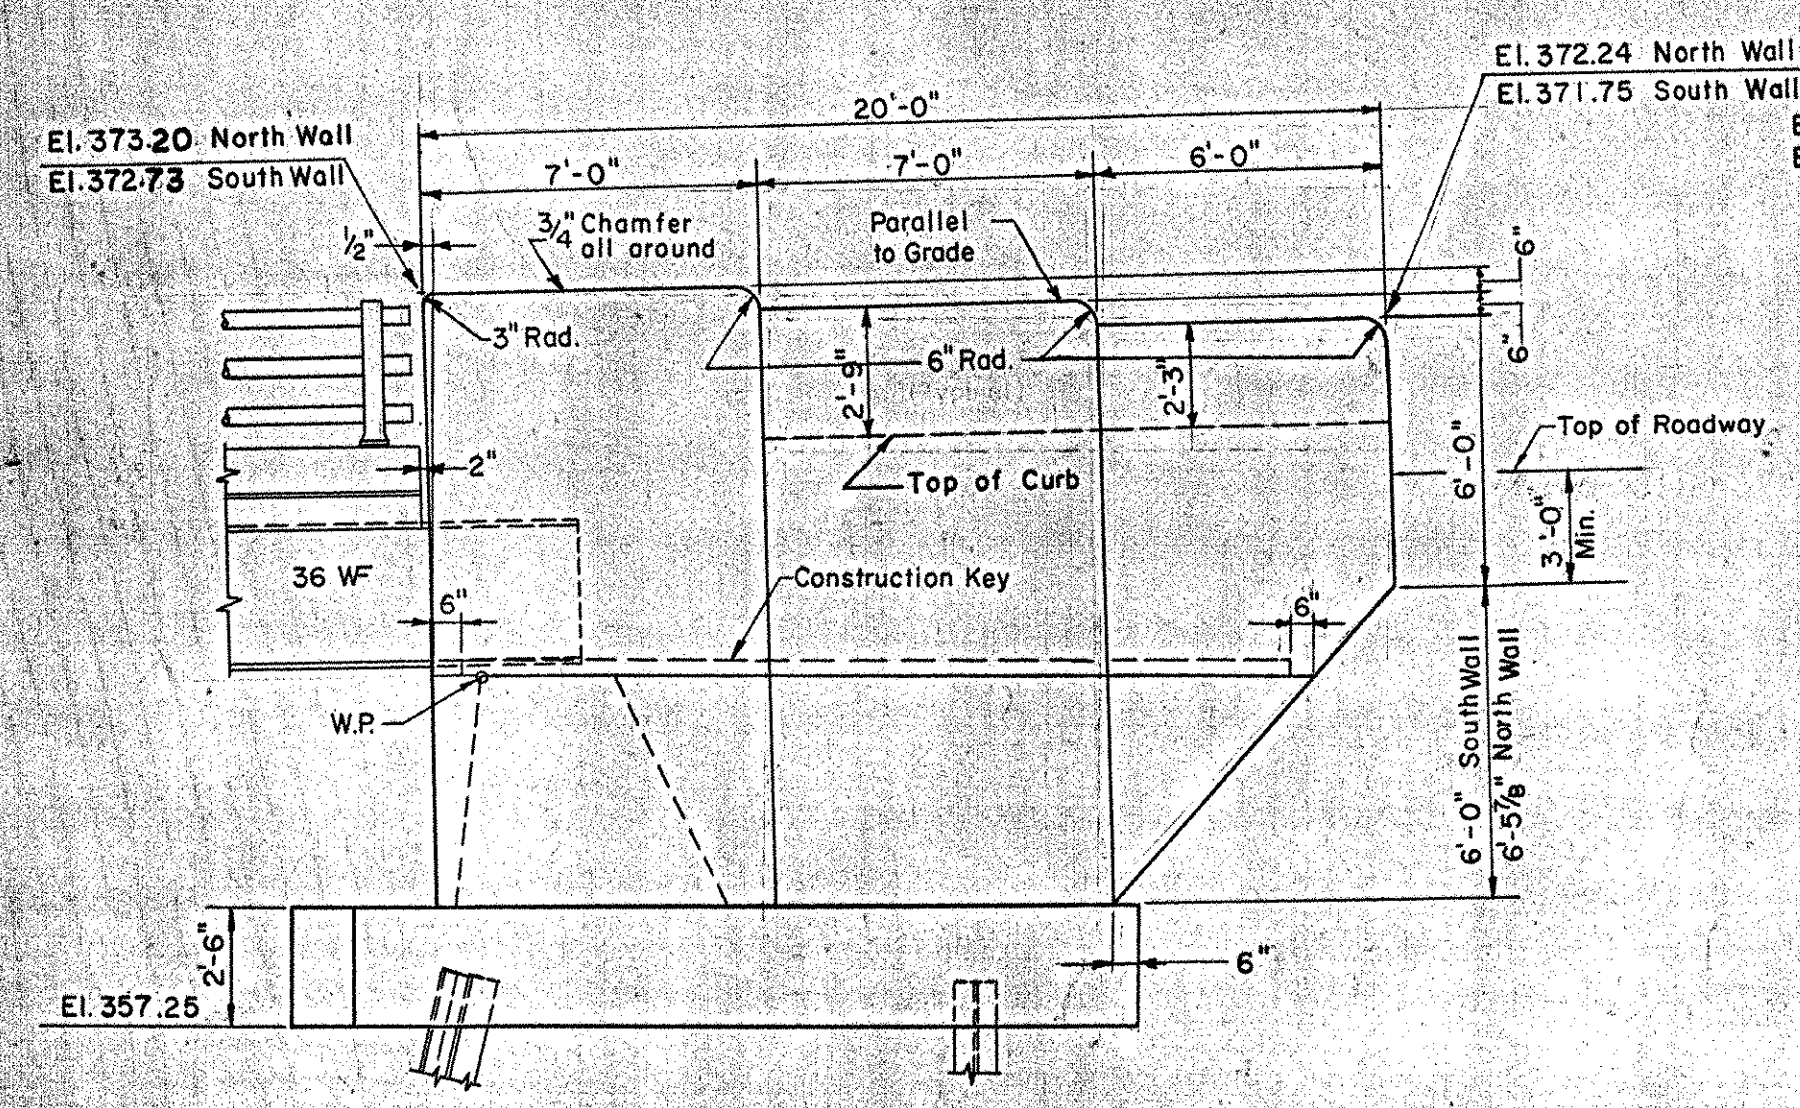 El. 372.24 North Wall
El. 371.75 South Wall
20'-0"
El. 373.20 North Wall
El. 372.73 South Wall
7'-0"
7'-0"
6'-0"
1/2"
3/4" Chamfer
all around
Parallel
to Grade
6"
3" Rad.
6" Rad.
6"
2'-9"
2'-3"
Top of Roadway
2"
Top of Curb
6'-0"
3'-0"
Min.
36 WF
Construction Key
6"
6"
W.P.
6'-0" South Wall
6'-5 7/8" North Wall
2'-6"
6"
El. 357.25